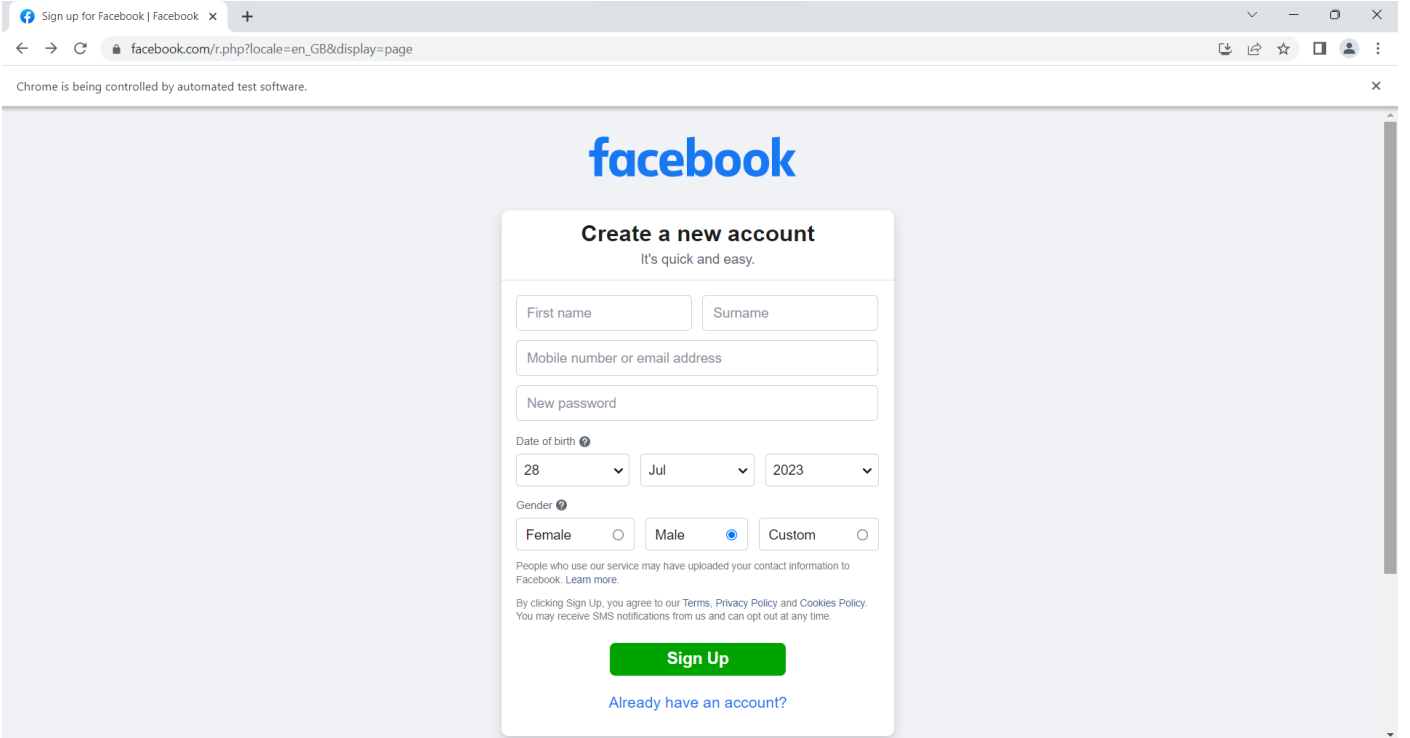 Sign up for Facebook | Facebook
facebook.com/r.php?locale=en_GB&display=page
Chrome is being controlled by automated test software.
facebook
Create a new account
It's quick and easy.
First name Surname
Mobile number or email address
New password
Date of birth ?
28 Jul 2023
Gender ?
Female Male Custom
People who use our service may have uploaded your contact information to
Facebook. Learn more.
By clicking Sign Up, you agree to our Terms, Privacy Policy and Cookies Policy.
You may receive SMS notifications from us and can opt out at any time.
Sign Up
Already have an account?